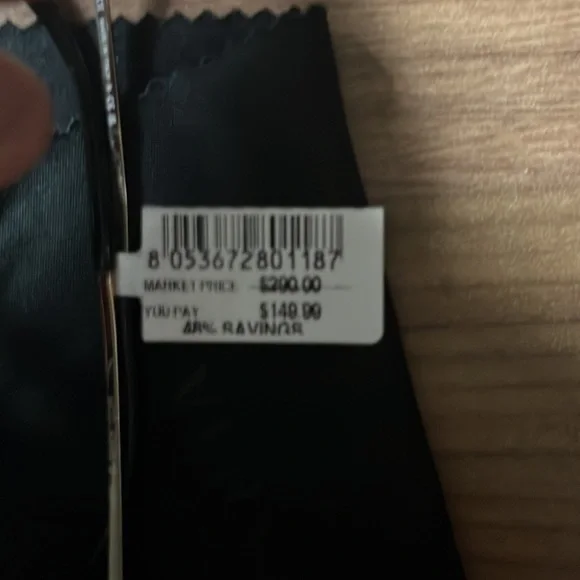 8 053672801187
MARKET PRICE $290.00
YOU PAY $149.99
48% SAVINGS